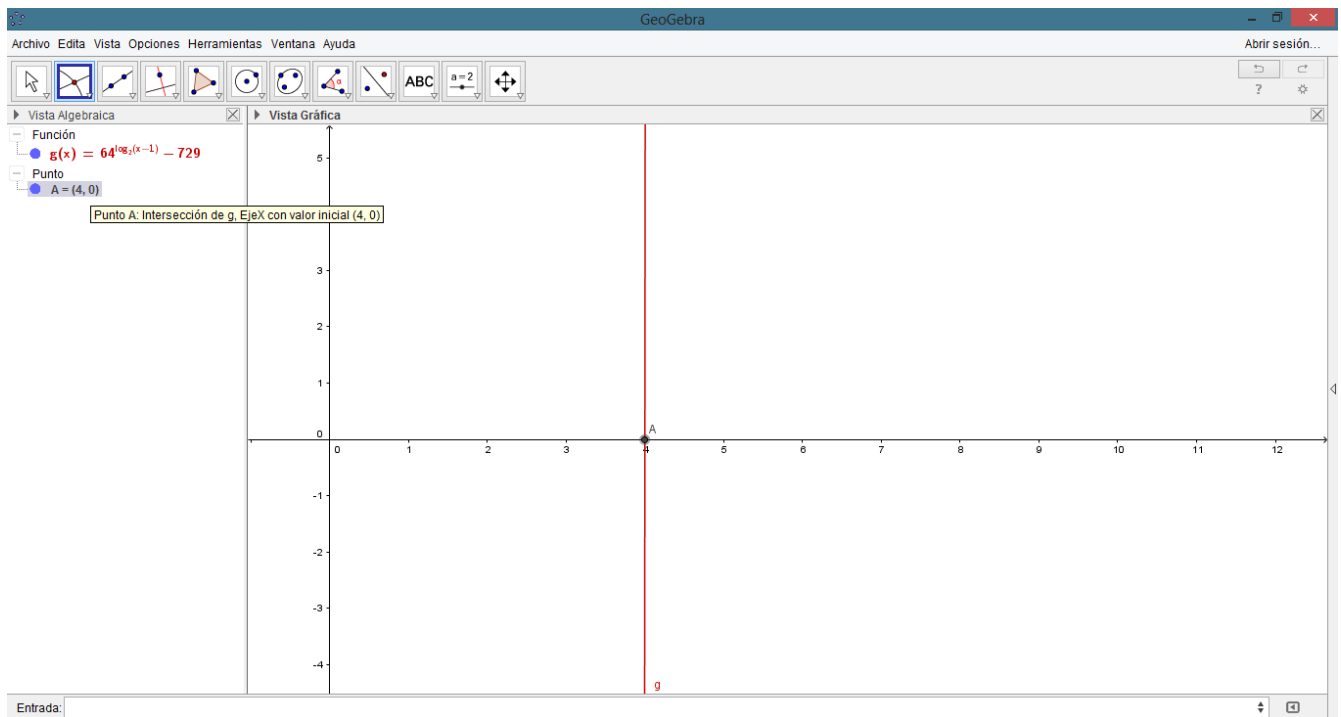 GeoGebra
Archivo Edita Vista Opciones Herramientas Ventana Ayuda
Abrir sesión...
ABC
a=2
α
?
Vista Algebraica
Vista Gráfica
Función
g(x) = 64^log₂(x−1) − 729
Punto
A = (4, 0)
Punto A: Intersección de g, EjeX con valor inicial (4, 0)
5
3
2
1
0
-1
-2
-3
-4
0 1 2 3 4 5 6 7 8 9 10 11 12
A
g
Entrada: